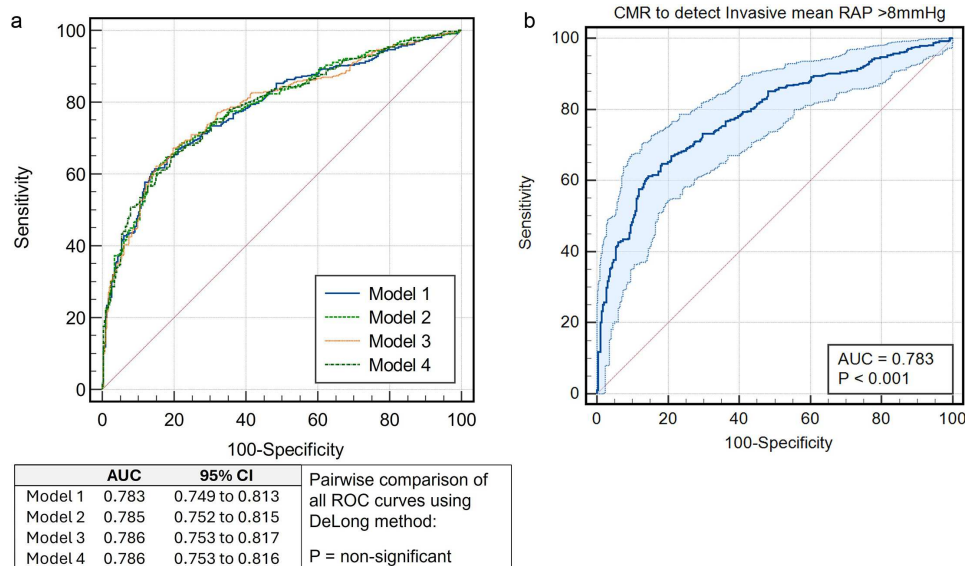 a
100
80
60
40
20
0
Sensitivity
Model 1
Model 2
Model 3
Model 4
0 20 40 60 80 100
100-Specificity
AUC 95% CI
Model 1 0.783 0.749 to 0.813
Model 2 0.785 0.752 to 0.815
Model 3 0.786 0.753 to 0.817
Model 4 0.786 0.753 to 0.816
Pairwise comparison of
all ROC curves using
DeLong method:
P = non-significant
b
CMR to detect Invasive mean RAP >8mmHg
100
80
60
40
20
0
Sensitivity
AUC = 0.783
P < 0.001
0 20 40 60 80 100
100-Specificity